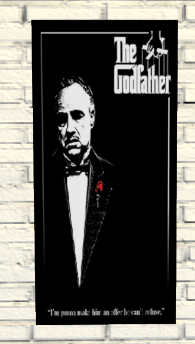 The
Godfather
"I'm gonna make him an offer he can't refuse."